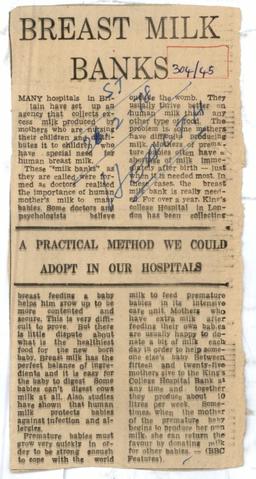 BREAST MILK
BANKS
304/45
MANY hospitals in Bri-
tain have set up an
agency that collects ex-
cess milk produced by
mothers who are nursing
their children and
butes it to children who
have special need for
human breast milk.
These "milk banks" as
they are called, were for-
med as doctors realised
the importance of human
mother's milk to many
babies. Some doctors and
psychologists believe
the womb. They
usually thrive better on
human milk than any
other type of food. The
problem is some mothers
have difficulty producing
milk. Mothers of prema-
ture babies often have a
shortage of milk imme-
diately after birth — just
when it is needed most. In
these cases, the breast
milk bank is really need-
ed. For over a year, King's
College Hospital in Lon-
don has been collecting
A PRACTICAL METHOD WE COULD
ADOPT IN OUR HOSPITALS
breast feeding a baby
helps him grow up to be
more contented and
secure. This is very diffi-
cult to prove. But there
is little dispute about
what is the healthiest
food for the new born
baby. Breast milk has the
perfect balance of ingre-
dients and it is easy for
the baby to digest. Some
babies can't digest cows
milk at all. Also studies
have shown that human
milk protects babies
against infection and al-
lergies.
Premature babies must
grow very quickly in or-
der to be strong enough
to cope with the world
milk to feed premature
babies in its intensive
care unit. Mothers who
have extra milk after
feeding their own babies
are usually happy to do-
nate a bit of milk each
day in order to help some-
one else's baby. Between
fifteen and twenty-five
mothers give to the King's
College Hospital Bank at
any time and together
they produce about 10
litres per week. Some-
times, when the mother
of the premature baby
begins to produce her own
milk, she can return the
favour by donating milk
for other babies. — (BBC
Features).